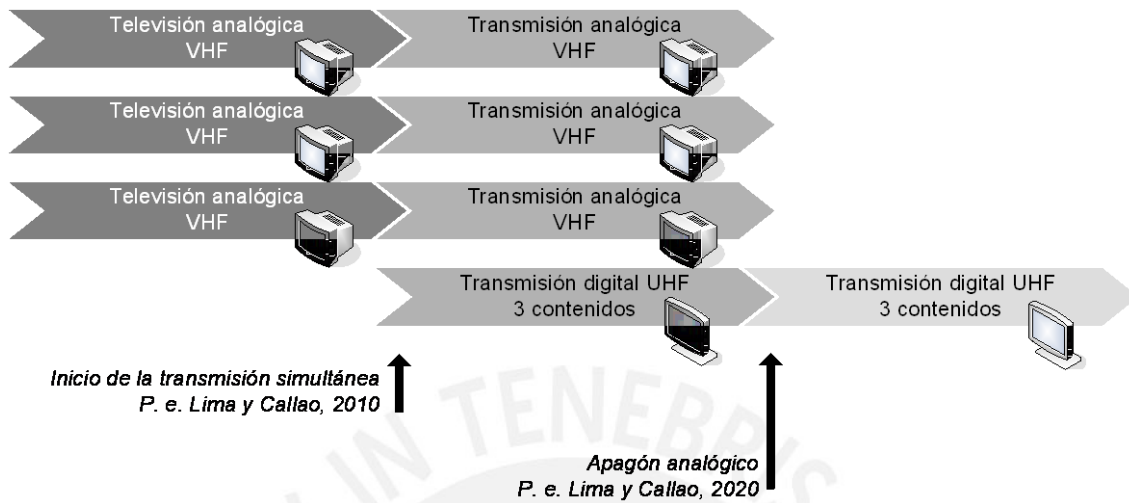 Televisión analógica
VHF
Transmisión analógica
VHF
Televisión analógica
VHF
Transmisión analógica
VHF
Televisión analógica
VHF
Transmisión analógica
VHF
Transmisión digital UHF
3 contenidos
Transmisión digital UHF
3 contenidos
Inicio de la transmisión simultánea
P. e. Lima y Callao, 2010
IN TENEBRIS
Apagón analógico
P. e. Lima y Callao, 2020